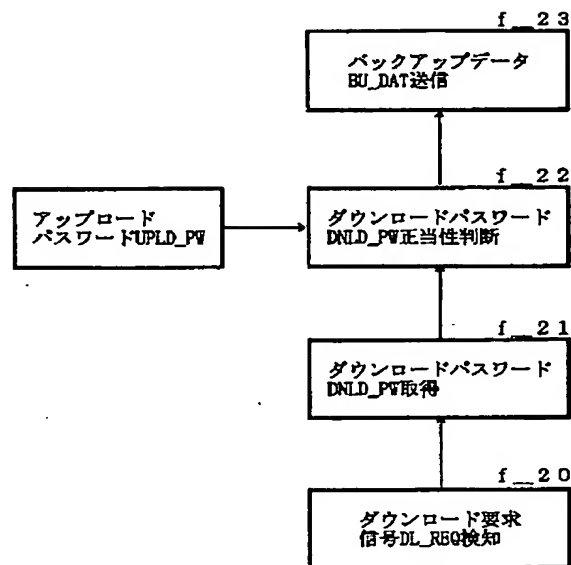 f＿23
バックアップデータ
BU_DAT送信
f＿22
アップロード
パスワードUPLD_PW
ダウンロードパスワード
DNLD_PW正当性判断
f＿21
ダウンロードパスワード
DNLD_PW取得
f＿20
ダウンロード要求
信号DL_REQ検知